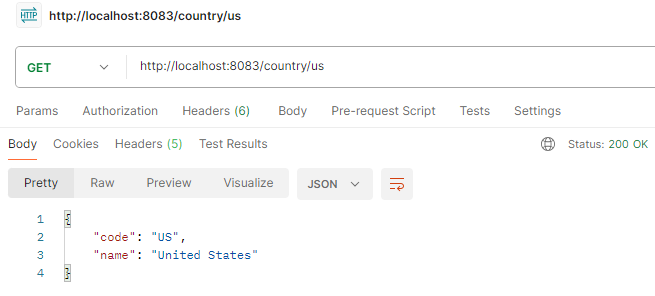 HTTP http://localhost:8083/country/us
GET http://localhost:8083/country/us
Params Authorization Headers (6) Body Pre-request Script Tests Settings
Body Cookies Headers (5) Test Results Status: 200 OK
Pretty Raw Preview Visualize JSON
1 {
2 "code": "US",
3 "name": "United States"
4 }